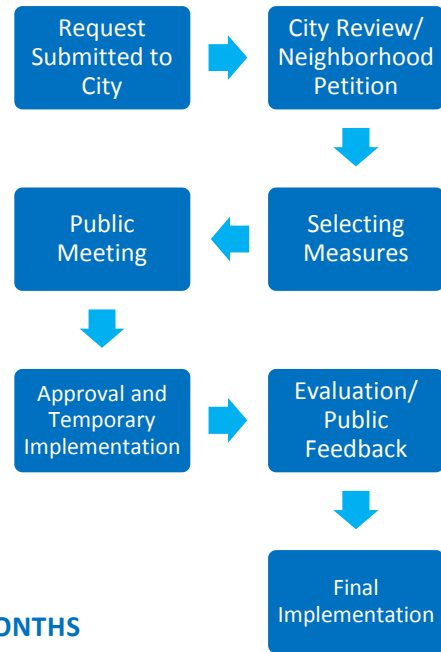 Request
Submitted to
City
City Review/
Neighborhood
Petition
Selecting
Measures
Public
Meeting
Approval and
Temporary
Implementation
Evaluation/
Public
Feedback
Final
Implementation